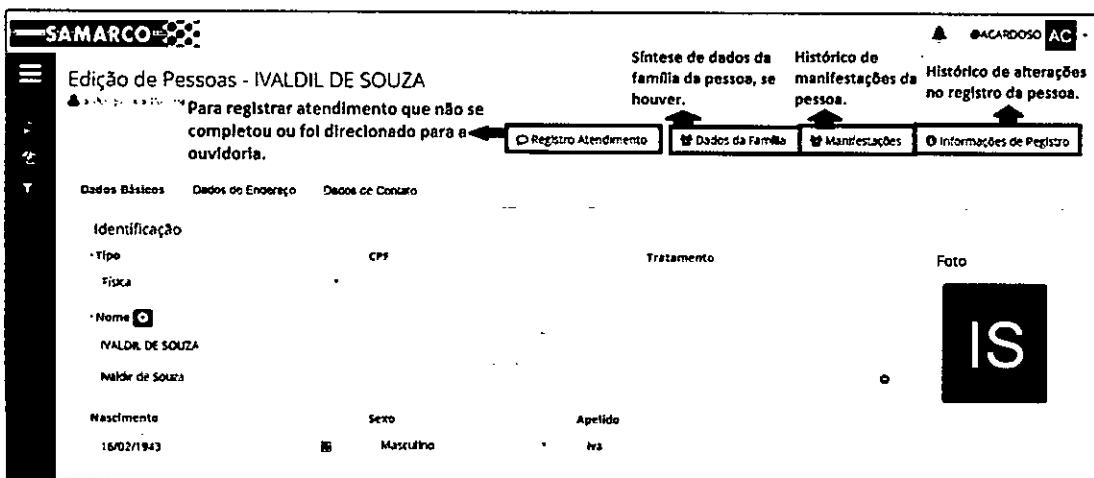 SAMARCO
@ACARDOSO AC
Edição de Pessoas - IVALDIL DE SOUZA
Para registrar atendimento que não se
completou ou foi direcionado para a
ouvidoria.
Síntese de dados da
família da pessoa, se
houver.
Histórico de
manifestações da
pessoa.
Histórico de alterações
no registro da pessoa.
Registro Atendimento
Dados da Família
Manifestações
Informações de Registro
Dados Básicos Dados de Endereço Dados de Contato
Identificação
Tipo CPF Tratamento
Física
Foto
Nome
IVALDIL DE SOUZA
Ivaldir de Souza
IS
Nascimento Sexo Apelido
16/02/1943 Masculino Iva